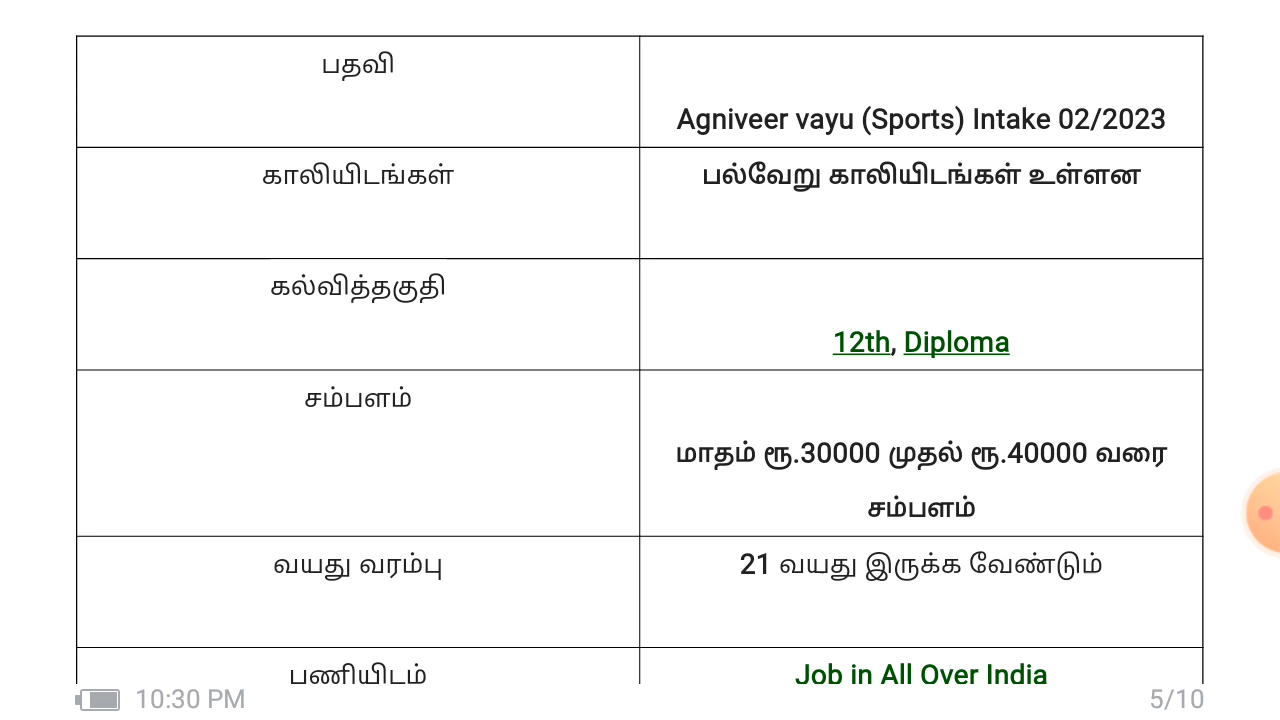 பதவி
Agniveer vayu (Sports) Intake 02/2023
காலியிடங்கள்
பல்வேறு காலியிடங்கள் உள்ளன
கல்வித்தகுதி
12th, Diploma
சம்பளம்
மாதம் ரூ.30000 முதல் ரூ.40000 வரை
சம்பளம்
வயது வரம்பு
21 வயது இருக்க வேண்டும்
பணியிடம்
Job in All Over India
10:30 PM
5/10